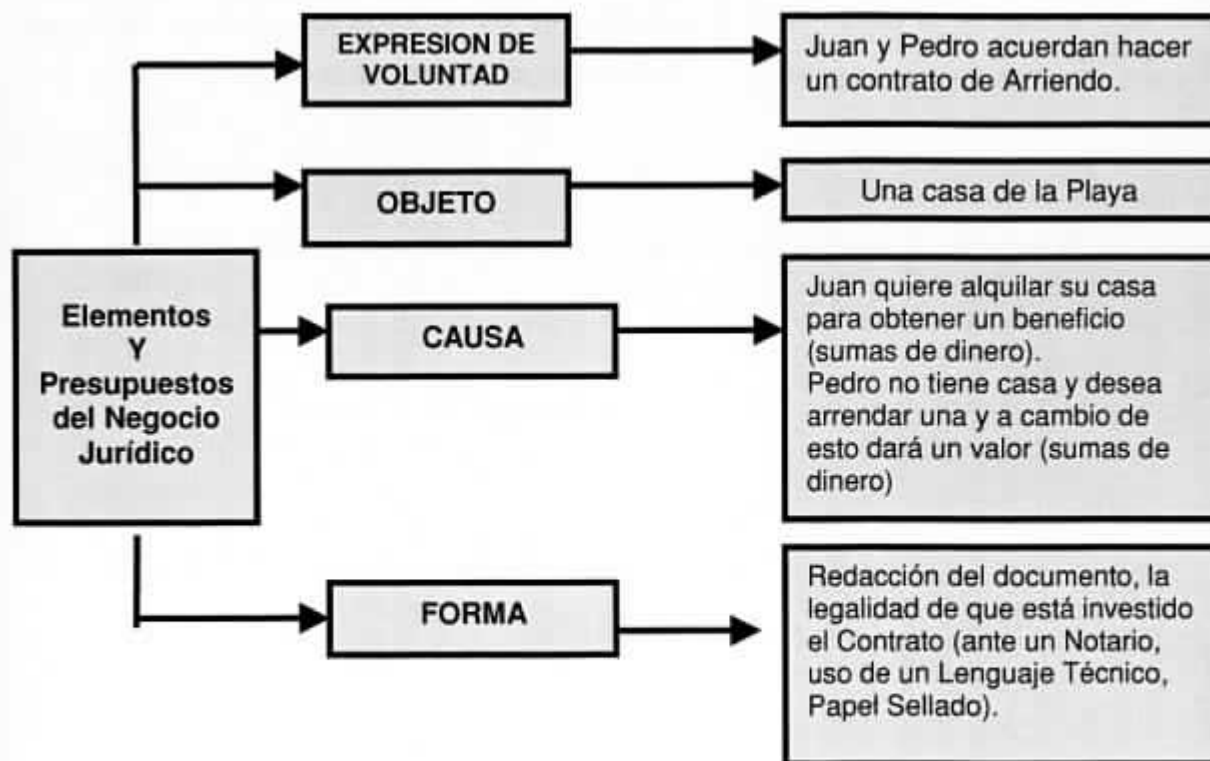 EXPRESION DE
VOLUNTAD
Juan y Pedro acuerdan hacer
un contrato de Arriendo.
OBJETO
Una casa de la Playa
Elementos
Y
Presupuestos
del Negocio
Jurídico
CAUSA
Juan quiere alquilar su casa
para obtener un beneficio
(sumas de dinero).
Pedro no tiene casa y desea
arrendar una y a cambio de
esto dará un valor (sumas de
dinero)
FORMA
Redacción del documento, la
legalidad de que está investido
el Contrato (ante un Notario,
uso de un Lenguaje Técnico,
Papel Sellado).